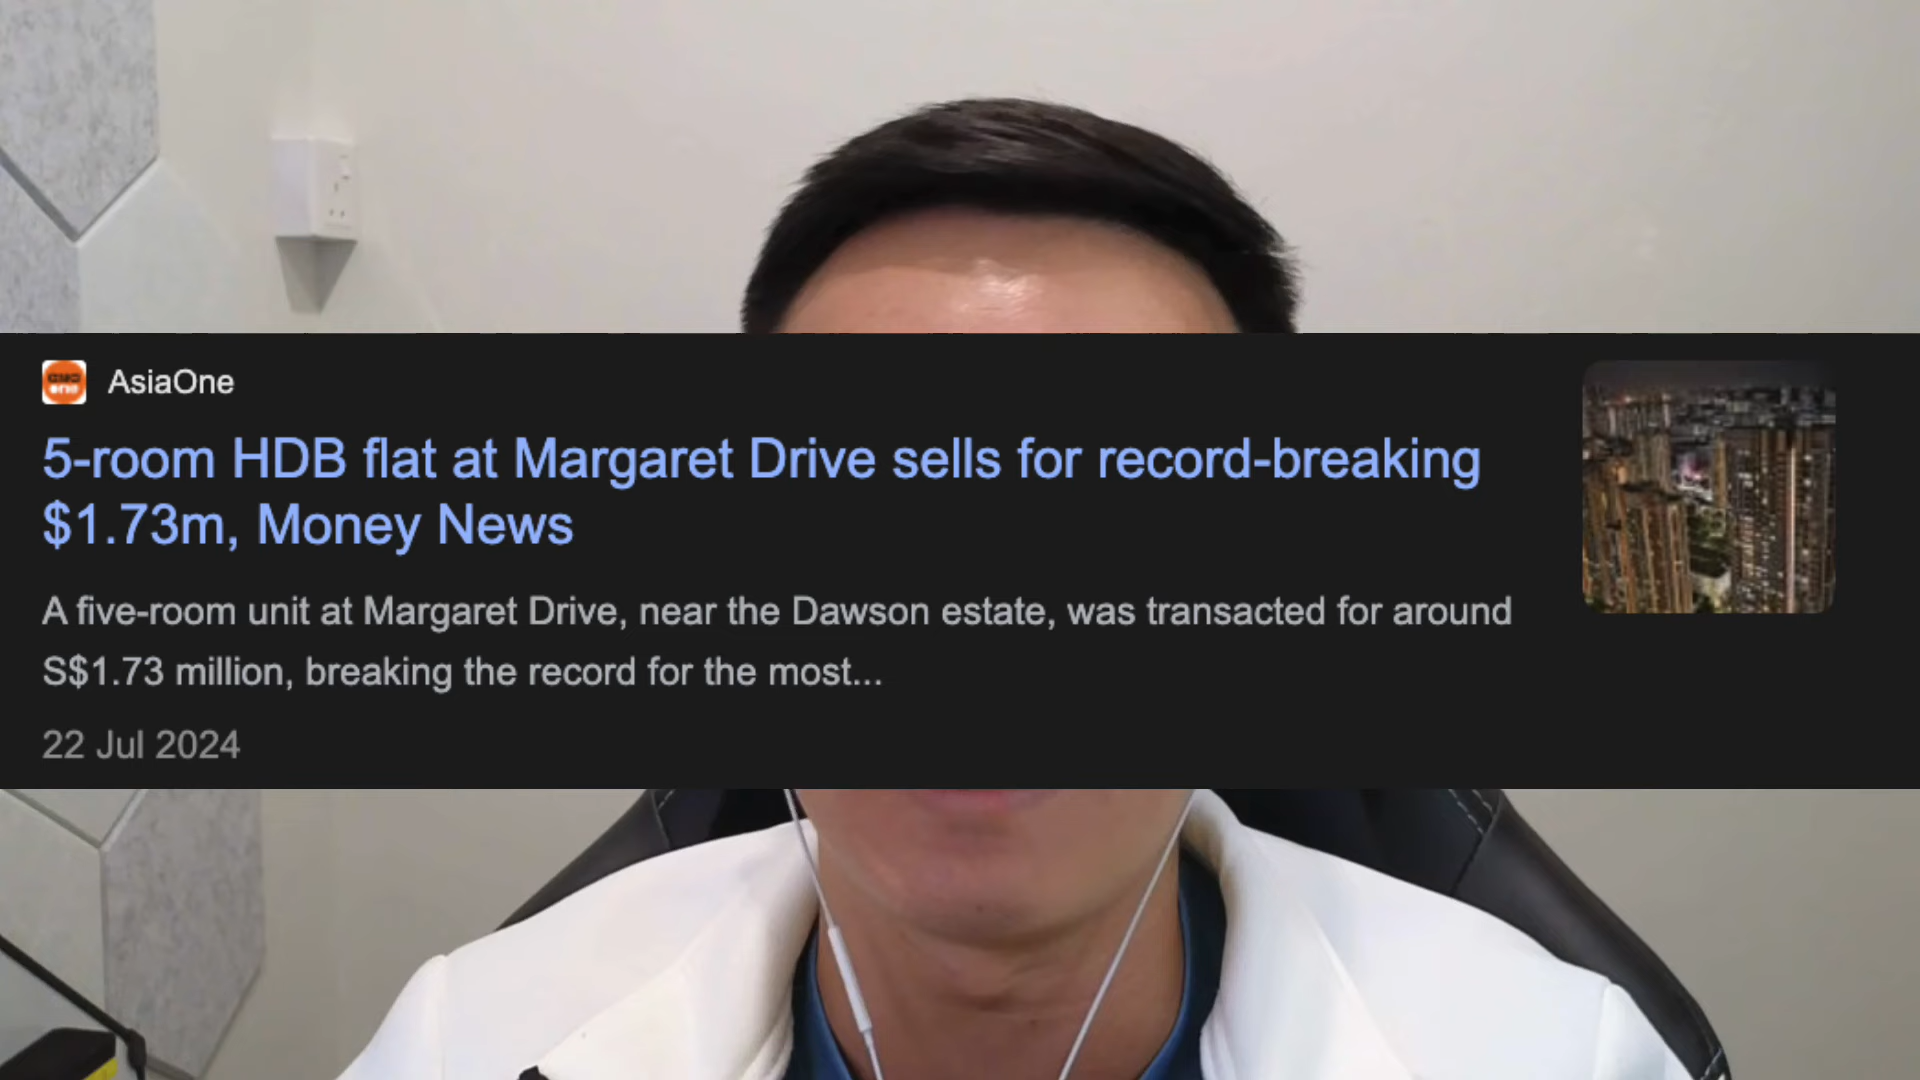 AsiaOne
5-room HDB flat at Margaret Drive sells for record-breaking
$1.73m, Money News
A five-room unit at Margaret Drive, near the Dawson estate, was transacted for around
S$1.73 million, breaking the record for the most...
22 Jul 2024